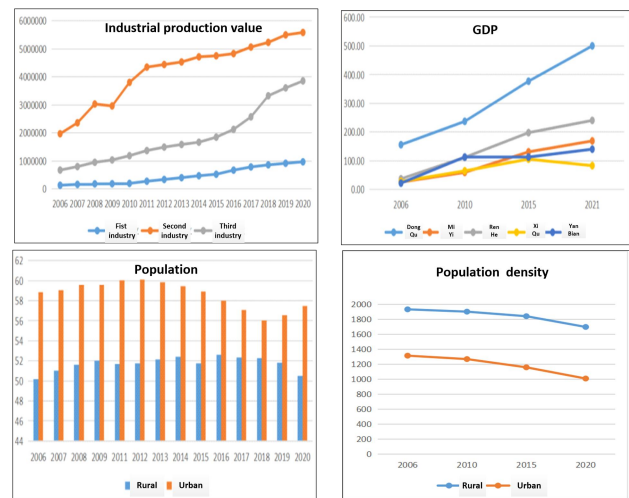 Industrial production value
6000000
5000000
4000000
3000000
2000000
1000000
0
2006 2007 2008 2009 2010 2011 2012 2013 2014 2015 2016 2017 2018 2019 2020
Fist industry
Second industry
Third industry
GDP
600.00
500.00
400.00
300.00
200.00
100.00
0.00
2006 2010 2015 2021
Dong Qu
Mi Yi
Ren He
Xi Qu
Yan Bian
Population
62
60
58
56
54
52
50
48
46
44
2006 2007 2008 2009 2010 2011 2012 2013 2014 2015 2016 2017 2018 2019 2020
Rural Urban
Population density
2000
1800
1600
1400
1200
1000
800
600
400
200
0
2006 2010 2015 2020
Rural Urban